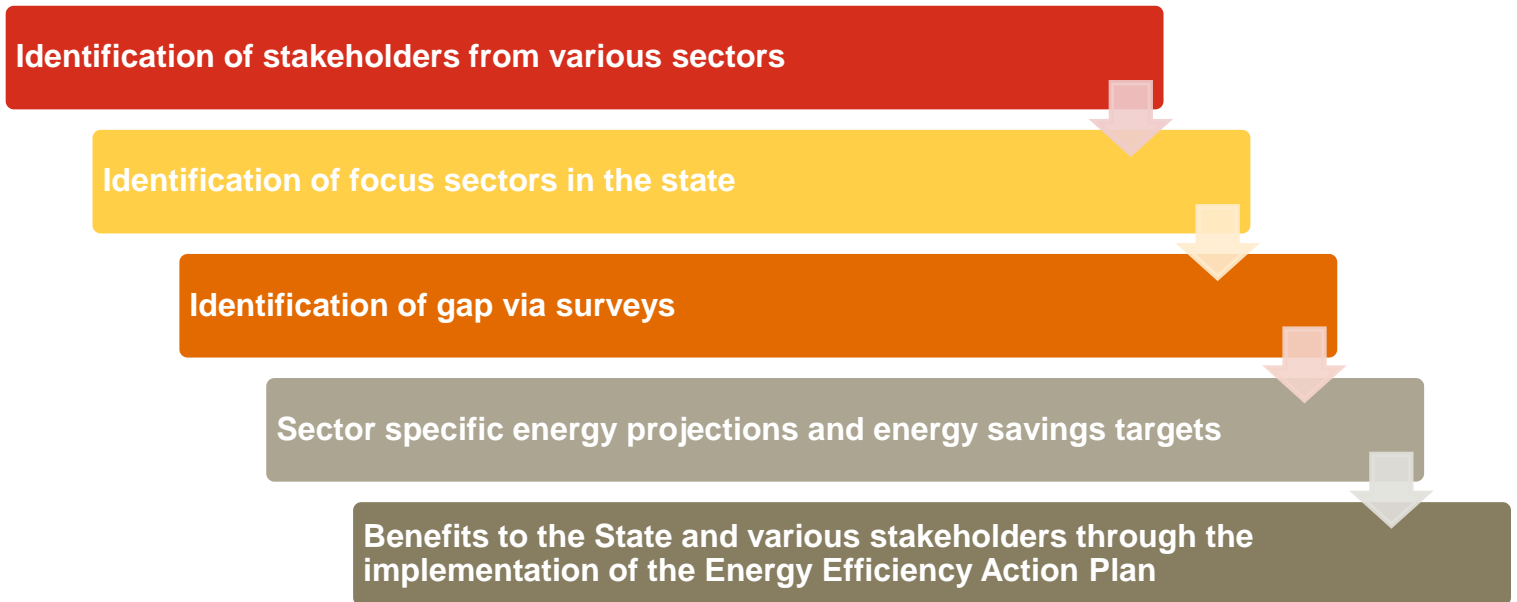 Identification of stakeholders from various sectors
Identification of focus sectors in the state
Identification of gap via surveys
Sector specific energy projections and energy savings targets
Benefits to the State and various stakeholders through the
implementation of the Energy Efficiency Action Plan